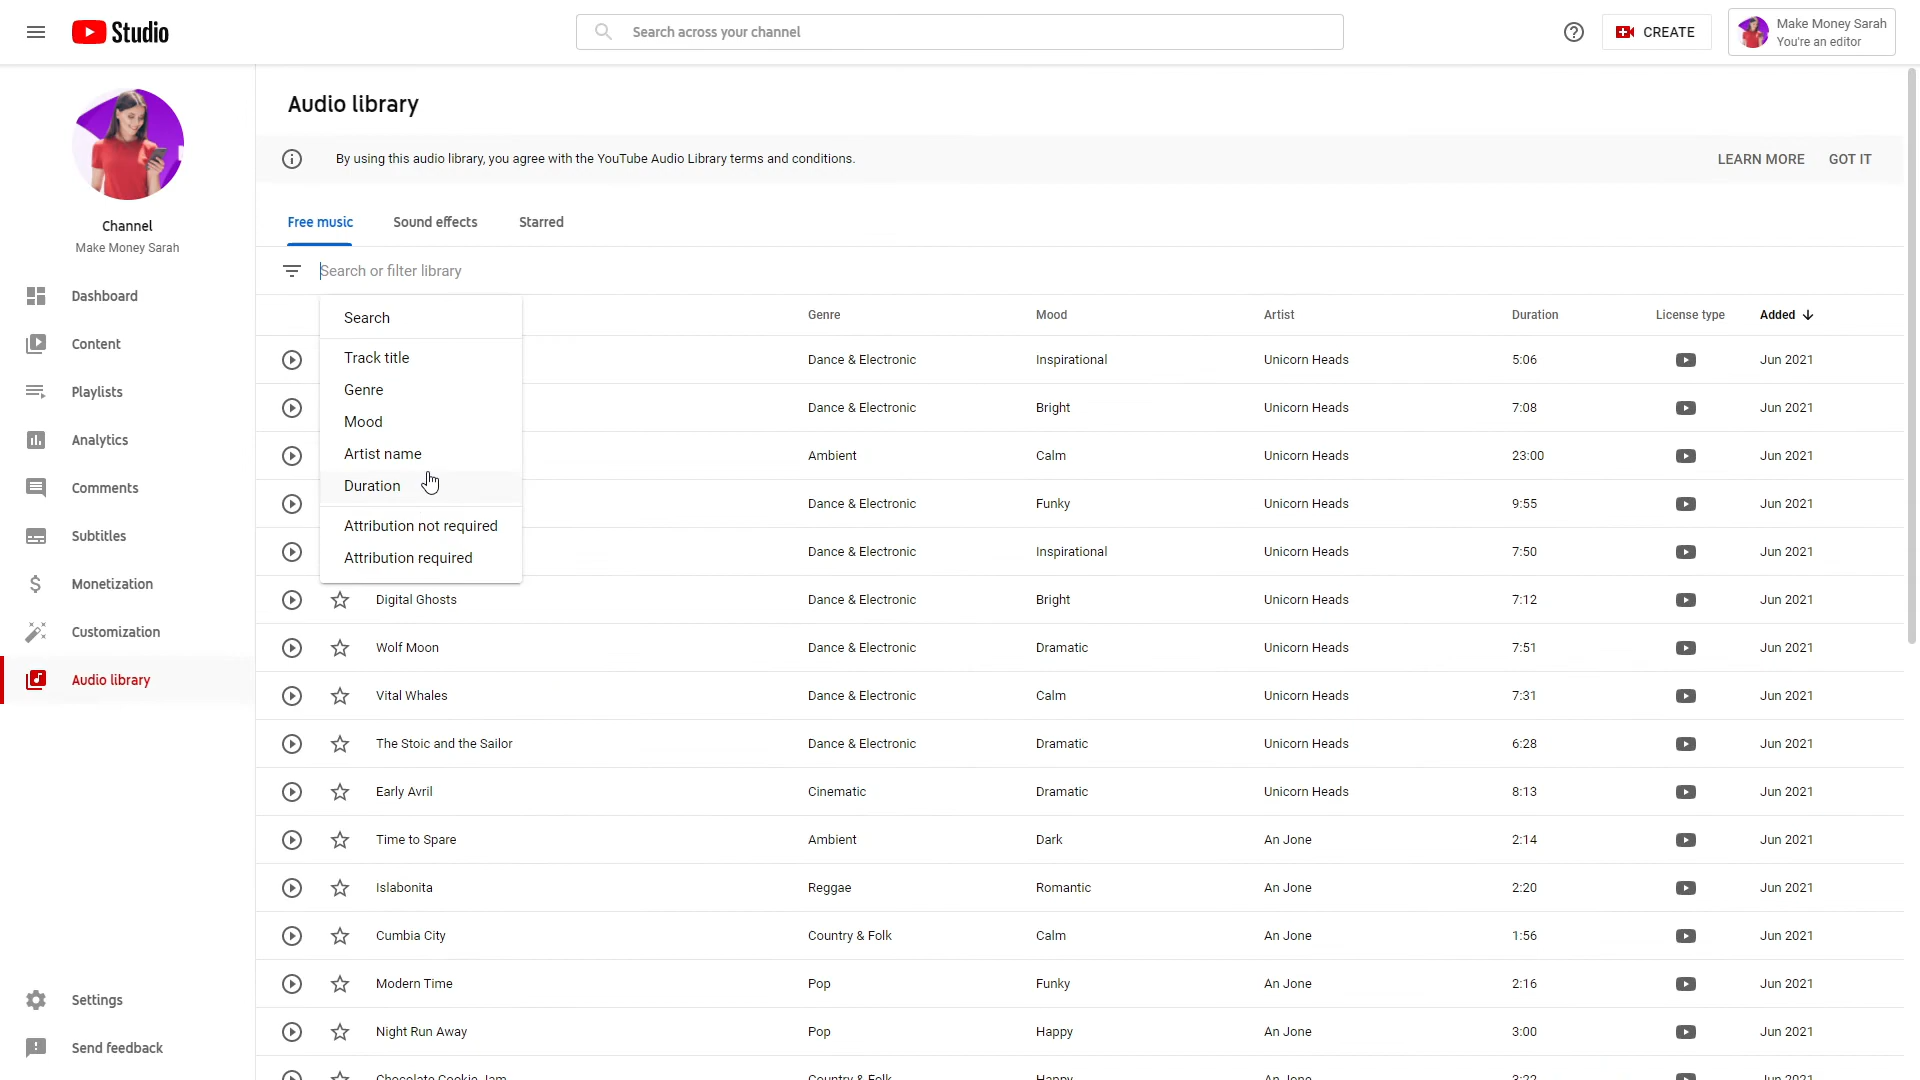 Studio
Search across your channel
CREATE
Make Money Sarah
You're an editor
Channel
Make Money Sarah
Dashboard
Content
Playlists
Analytics
Comments
Subtitles
Monetization
Customization
Audio library
Settings
Send feedback
Audio library
By using this audio library, you agree with the YouTube Audio Library terms and conditions.
LEARN MORE
GOT IT
Free music
Sound effects
Starred
Search or filter library
Search
Track title
Genre
Mood
Artist name
Duration
Attribution not required
Attribution required
Genre Mood Artist Duration License type Added
Dance & Electronic Inspirational Unicorn Heads 5:06 Jun 2021
Dance & Electronic Bright Unicorn Heads 7:08 Jun 2021
Ambient Calm Unicorn Heads 23:00 Jun 2021
Dance & Electronic Funky Unicorn Heads 9:55 Jun 2021
Dance & Electronic Inspirational Unicorn Heads 7:50 Jun 2021
Digital Ghosts Dance & Electronic Bright Unicorn Heads 7:12 Jun 2021
Wolf Moon Dance & Electronic Dramatic Unicorn Heads 7:51 Jun 2021
Vital Whales Dance & Electronic Calm Unicorn Heads 7:31 Jun 2021
The Stoic and the Sailor Dance & Electronic Dramatic Unicorn Heads 6:28 Jun 2021
Early Avril Cinematic Dramatic Unicorn Heads 8:13 Jun 2021
Time to Spare Ambient Dark An Jone 2:14 Jun 2021
Islabonita Reggae Romantic An Jone 2:20 Jun 2021
Cumbia City Country & Folk Calm An Jone 1:56 Jun 2021
Modern Time Pop Funky An Jone 2:16 Jun 2021
Night Run Away Pop Happy An Jone 3:00 Jun 2021
Chocolate Cookie Jam Country & Folk Happy An Jone 3:22 Jun 2021